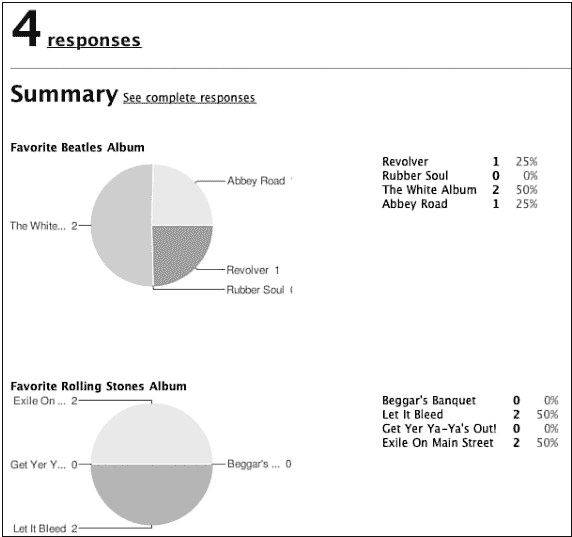 4 responses
Summary See complete responses
Favorite Beatles Album
Abbey Road
The White... 2
Revolver 1
Rubber Soul
Revolver 1 25%
Rubber Soul 0 0%
The White Album 2 50%
Abbey Road 1 25%
Favorite Rolling Stones Album
Exile On ... 2
Get Yer Y... 0
Beggar's ... 0
Let It Bleed 2
Beggar's Banquet 0 0%
Let It Bleed 2 50%
Get Yer Ya-Ya's Out! 0 0%
Exile On Main Street 2 50%